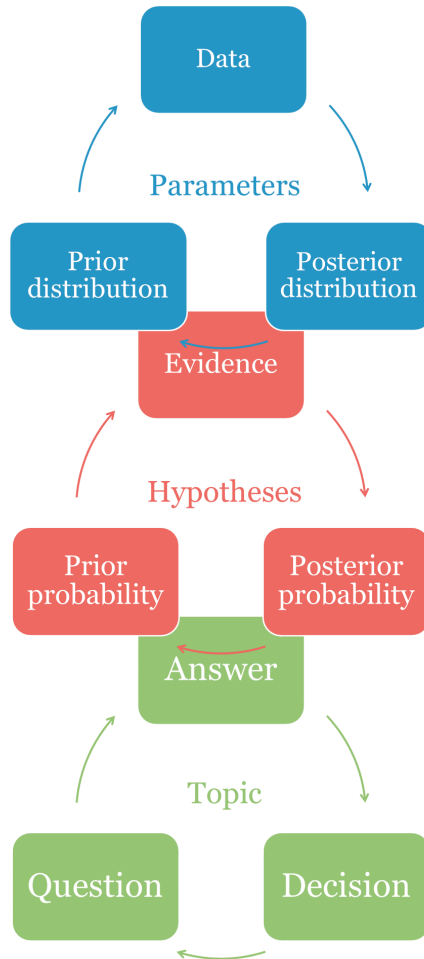 Data
Parameters
Prior
distribution
Posterior
distribution
Evidence
Hypotheses
Prior
probability
Posterior
probability
Answer
Topic
Question
Decision